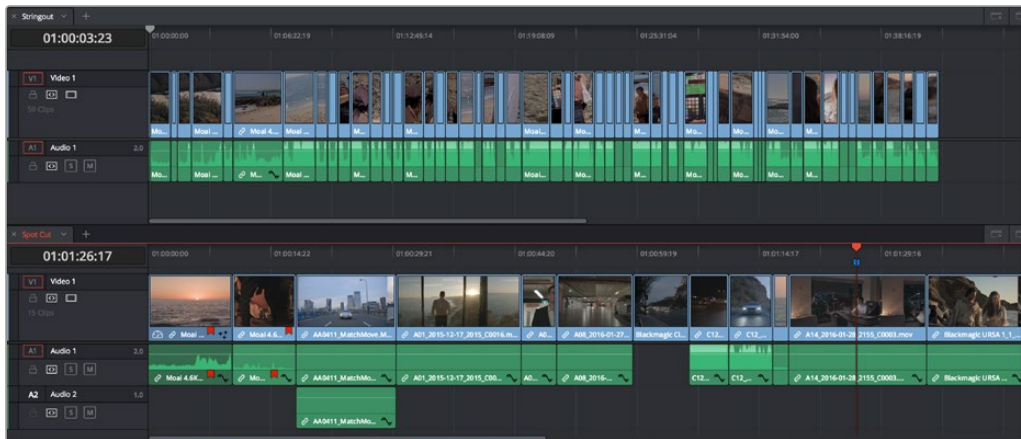 Stringout
01:00:03:23
01:00:00:00 01:06:22:19 01:12:45:14 01:19:08:09 01:25:31:04 01:31:54:00 01:38:16:19
V1 Video 1
59 Clips
Mo... Moai ... Moai 4.... Moai ... M... M... Moai... Mo... M... Mo... Mo... Mo... M...
A1 Audio 1 2.0
S M
Mo... Moai ... M... Moai ... M... M... Moai... Mo... M... Mo... Mo... Mo... M...
Spot Cut
01:01:26:17
01:00:00:00 01:00:14:22 01:00:29:21 01:00:44:20 01:00:59:19 01:01:14:17 01:01:29:16
V1 Video 1
15 Clips
Moai ... Moai 4.6... AA0411_MatchMove.M... A01_2015-12-17_2015_C0016.m... A0... A08_2016-01-27... Blackmagic Ci... C12... C12_... A14_2016-01-28_2155_C0003.mov Blackmagic URSA 1_1_...
A1 Audio 1 2.0
S M
Moai 4.6K... Mo... AA0411_MatchMo... A01_2015-12-17_2015_C00... A0... A08_2016-... C12... C12_... A14_2016-01-28_2155_C0003.... Blackmagic URSA ...
A2 Audio 2 1.0
S M
AA0411_MatchMo...